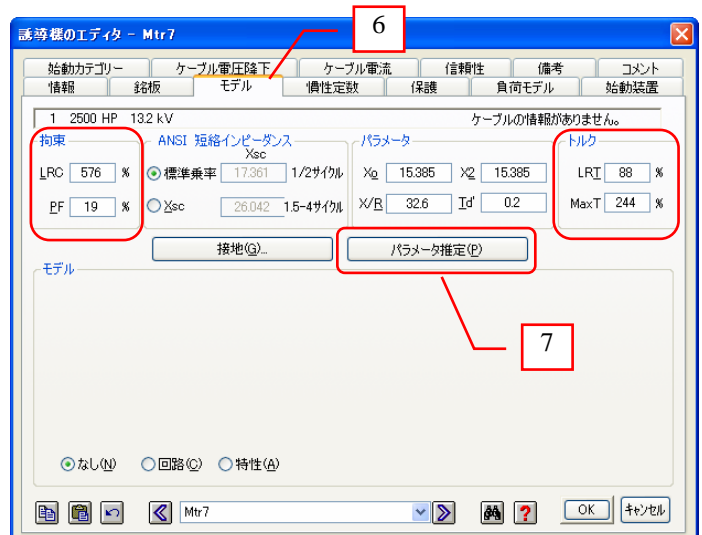 6
誘導機のエディタ - Mtr7
始動カテゴリー ケーブル電圧降下 ケーブル電流 信頼性 備考 コメント
情報 銘板 モデル 慣性定数 保護 負荷モデル 始動装置
1 2500 HP 13.2 kV ケーブルの情報がありません。
拘束 ANSI 短絡インピーダンス パラメータ トルク
Xsc
LRC 576 % 標準乗率 17.361 1/2サイクル Xo 15.385 X2 15.385 LRT 88 %
PF 19 % Xsc 26.042 1.5-4サイクル X/R 32.6 Td' 0.2 MaxT 244 %
接地(G)... パラメータ推定(P)
モデル
7
なし(N) 回路(C) 特性(A)
Mtr7 ? OK キャンセル